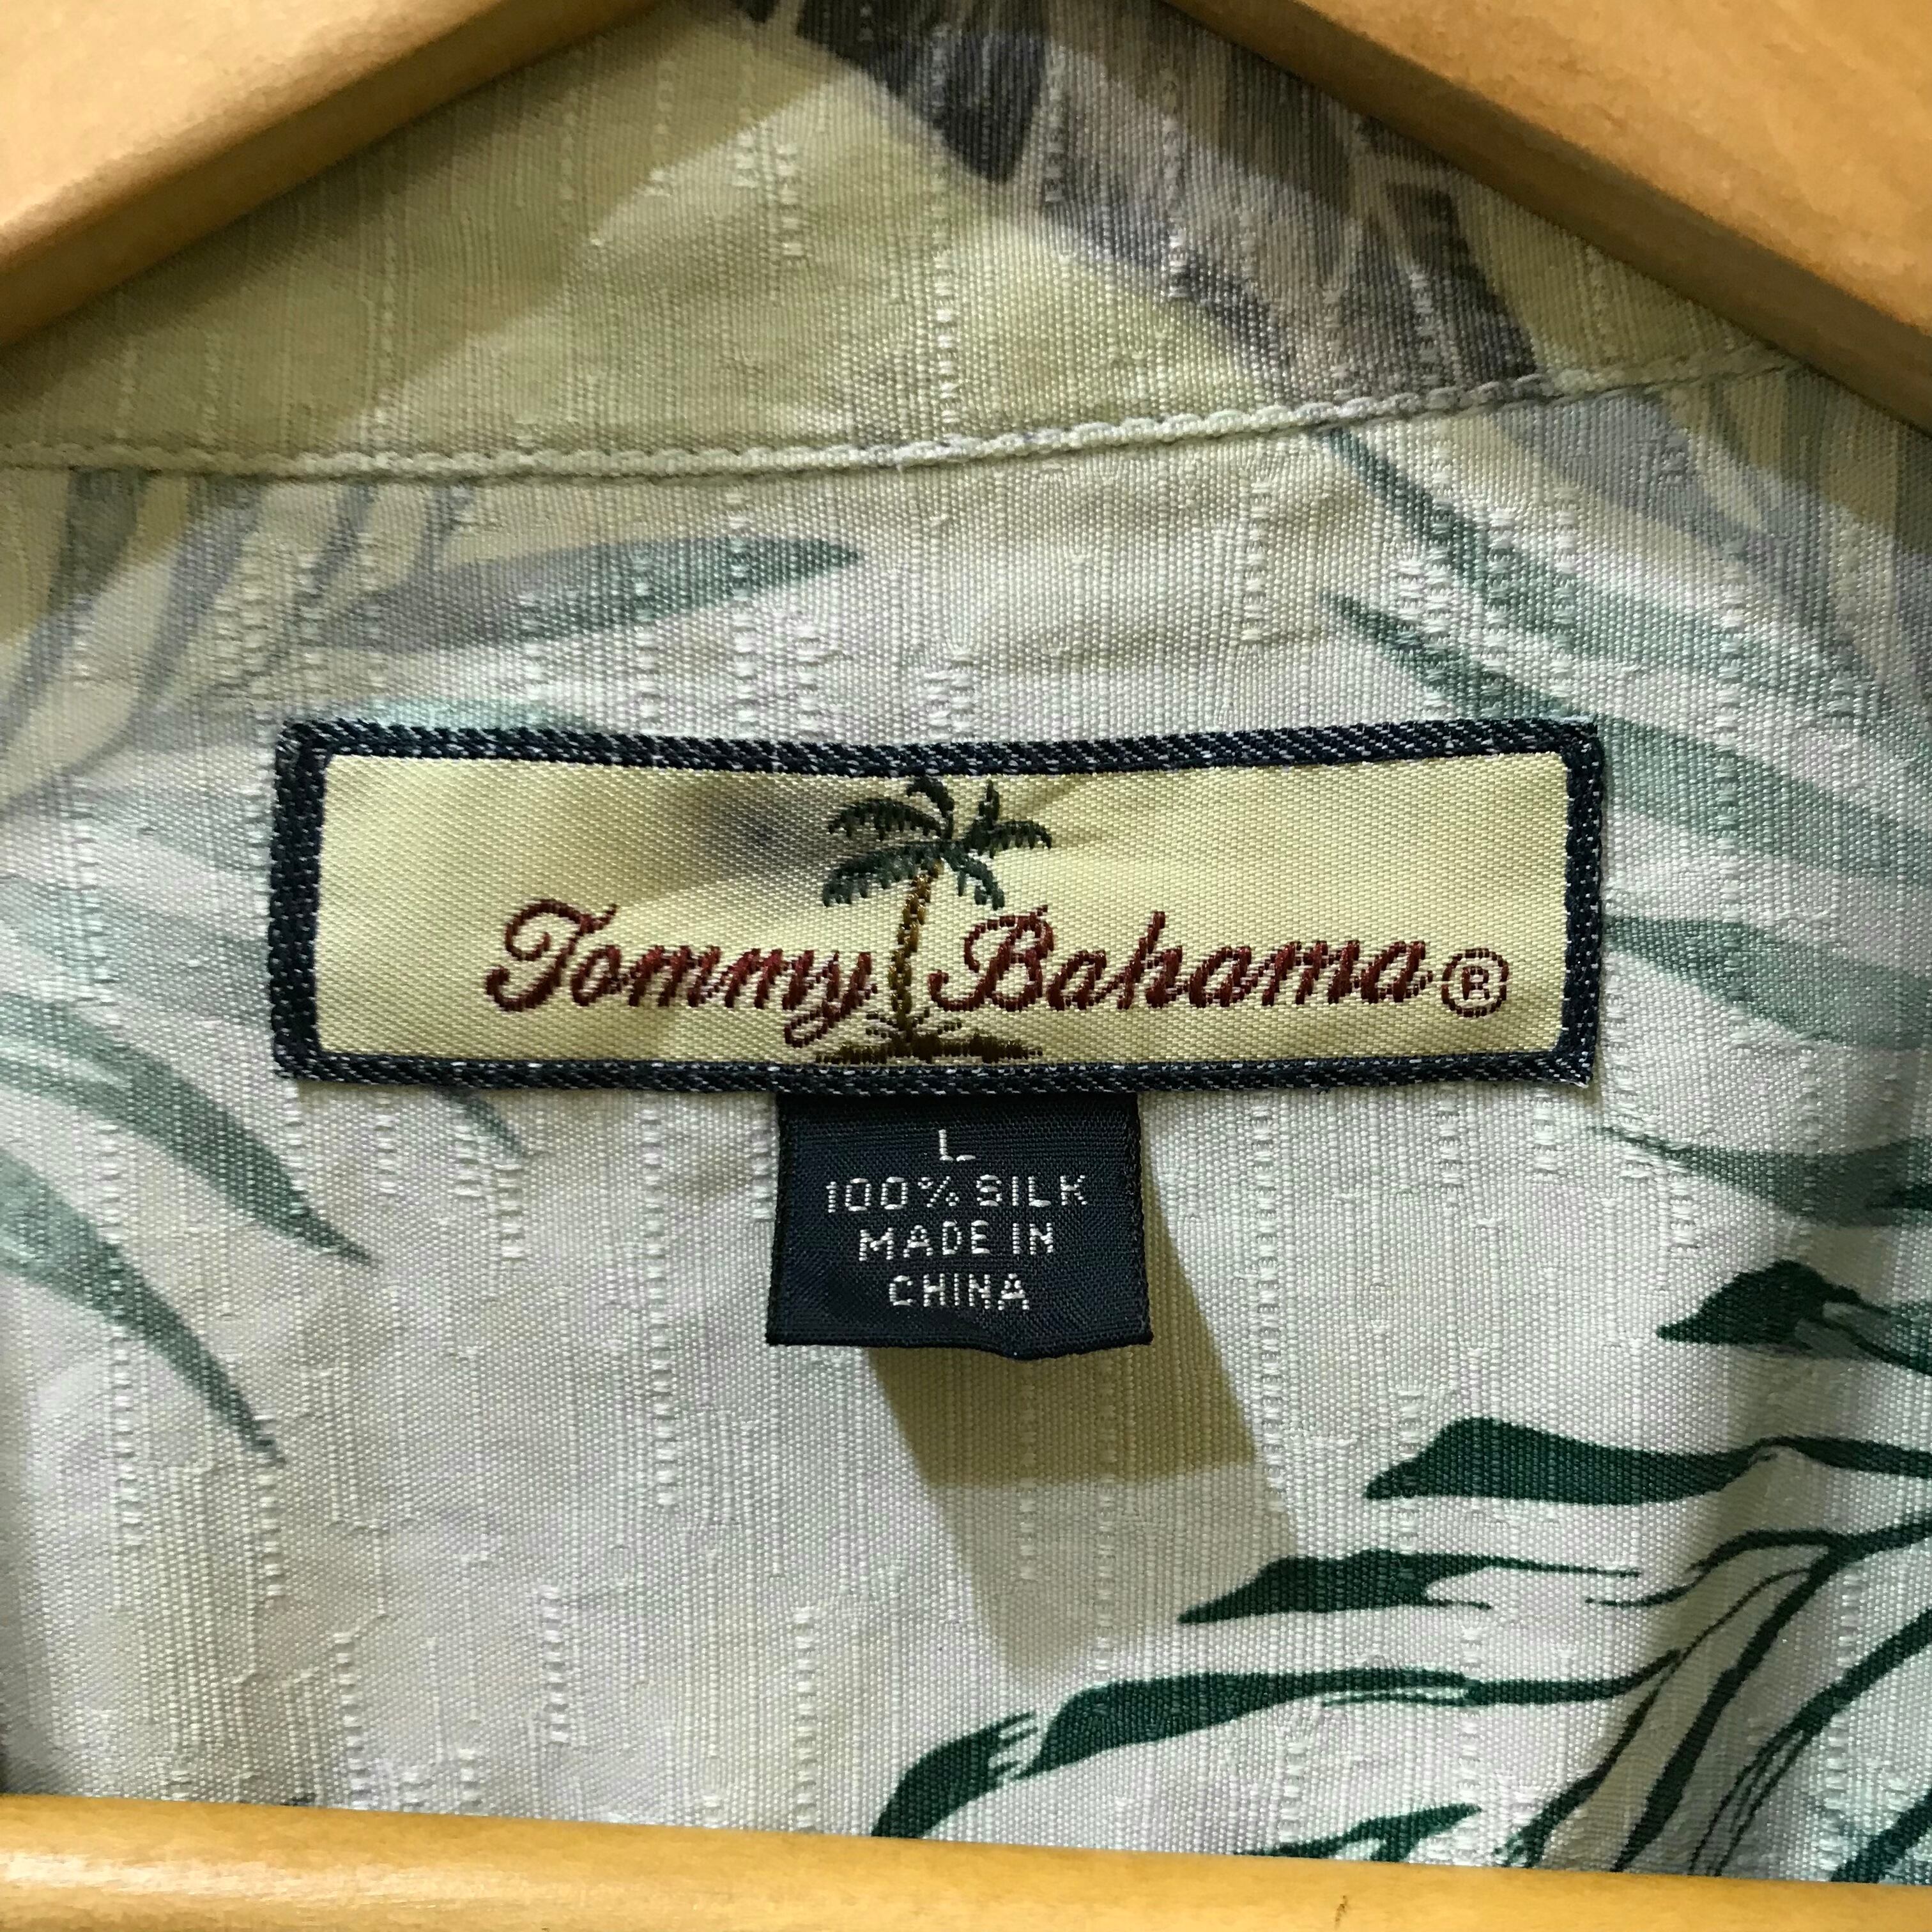 Tommy Bahama®
L
100% SILK
MADE IN
CHINA